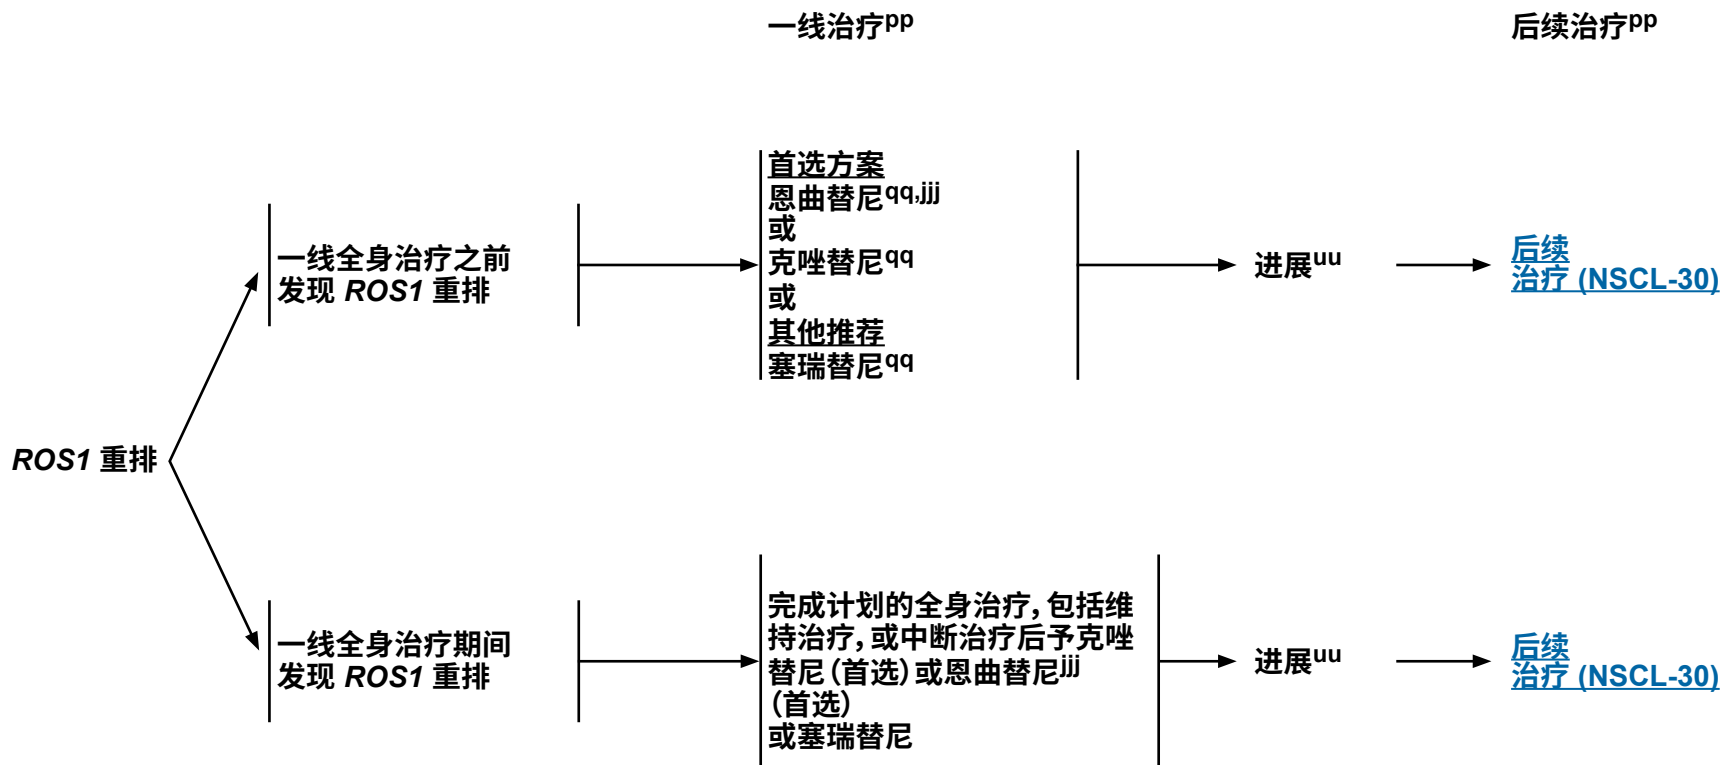 一线治疗pp
后续治疗pp
首选方案
恩曲替尼qq,jjj
或
克唑替尼qq
或
其他推荐
塞瑞替尼qq
一线全身治疗之前
发现 ROS1 重排
进展uu
后续
治疗 (NSCL-30)
ROS1 重排
一线全身治疗期间
发现 ROS1 重排
完成计划的全身治疗，包括维
持治疗，或中断治疗后予克唑
替尼（首选）或恩曲替尼jjj
（首选）
或塞瑞替尼
进展uu
后续
治疗 (NSCL-30)